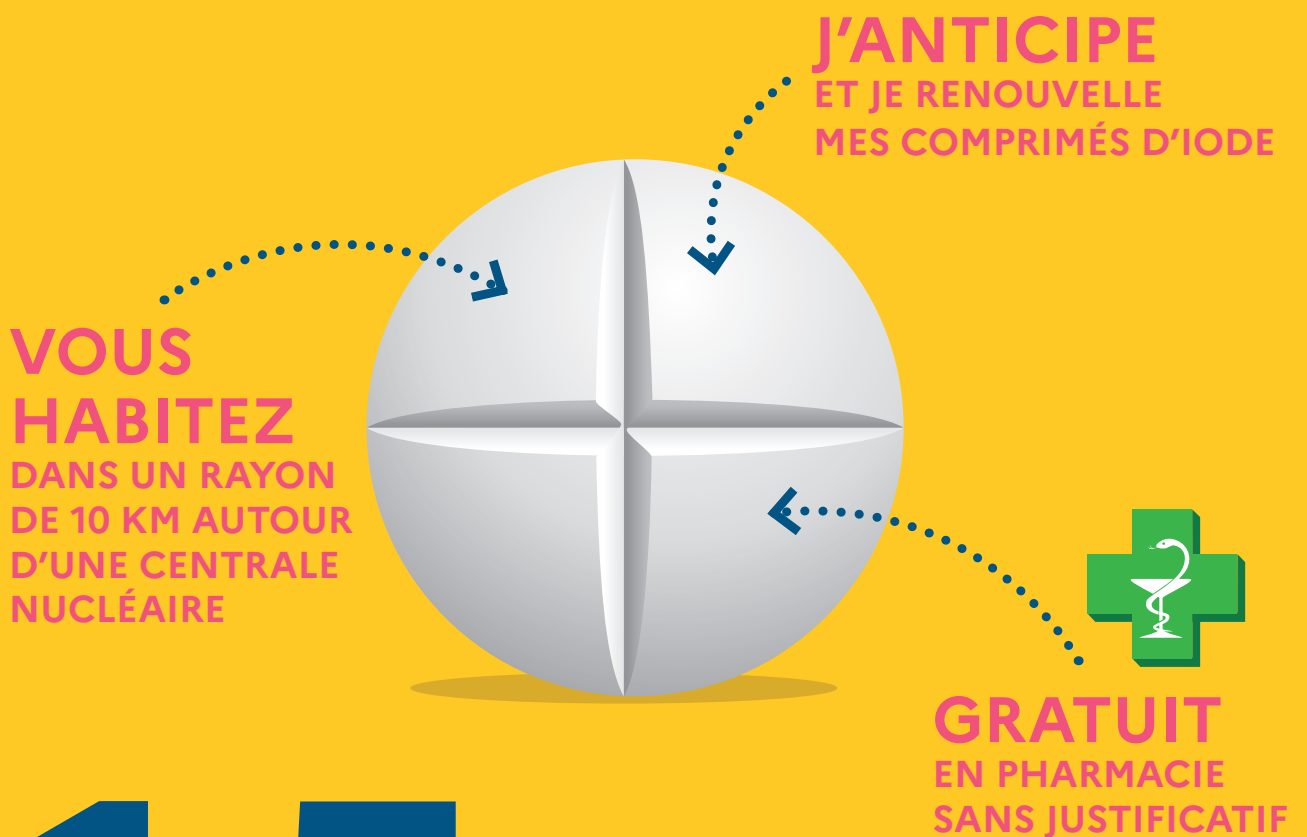 J'ANTICIPE
ET JE RENOUVELLE
MES COMPRIMÉS D'IODE
VOUS
HABITEZ
DANS UN RAYON
DE 10 KM AUTOUR
D'UNE CENTRALE
NUCLÉAIRE
GRATUIT
EN PHARMACIE
SANS JUSTIFICATIF